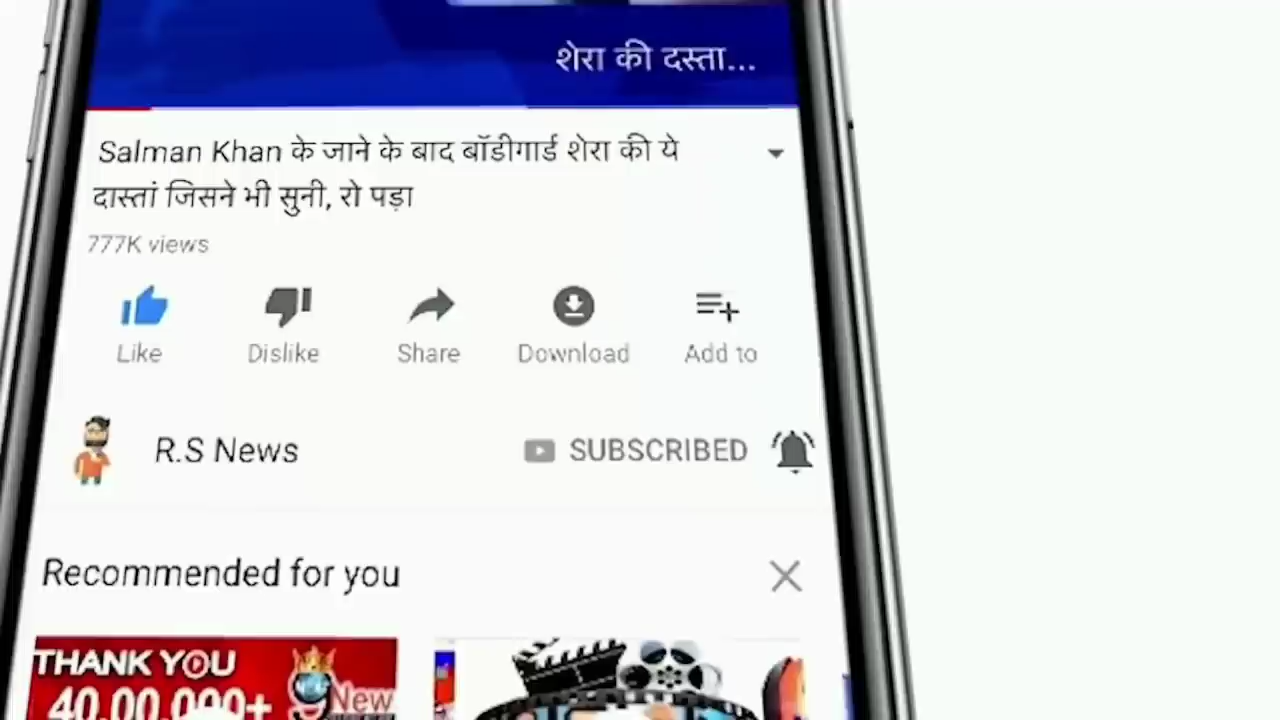 शेरा की दस्ता...
Salman Khan के जाने के बाद बॉडीगार्ड शेरा की ये
दास्तां जिसने भी सुनी, रो पड़ा
777K views
Like Dislike Share Download Add to
R.S News SUBSCRIBED
Recommended for you
THANK YOU
40,00,000+ New